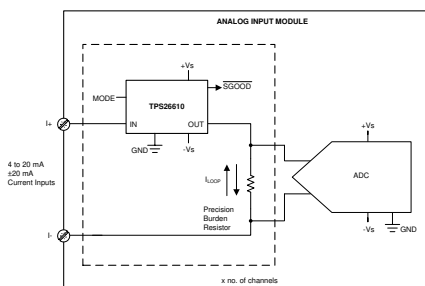 ANALOG INPUT MODULE
+Vs
MODE
SGOOD
TPS26610
I+
IN
OUT
GND
-Vs
+Vs
4 to 20 mA
±20 mA
Current Inputs
ILOOP
ADC
Precision
Burden
Resistor
-Vs
GND
I-
x no. of channels